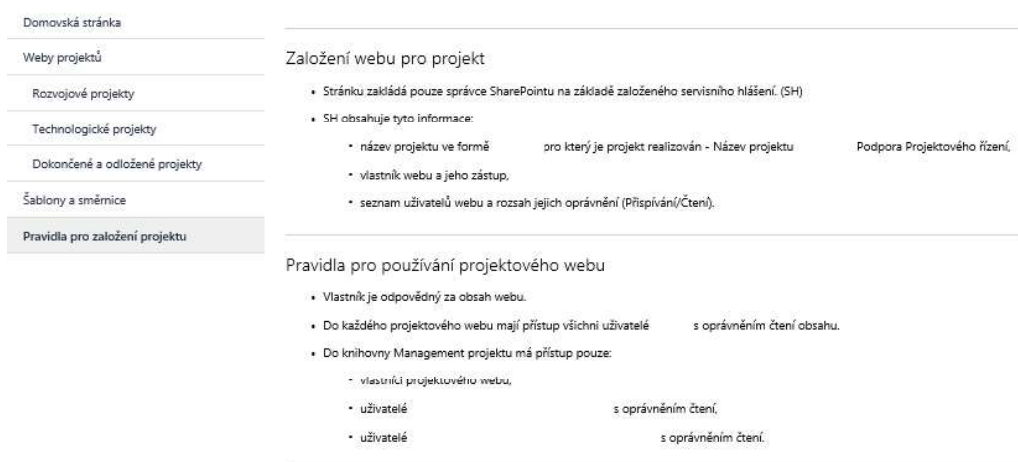 Domovská stránka
Weby projektů
Rozvojové projekty
Technologické projekty
Dokončené a odložené projekty
Šablony a směrnice
Pravidla pro založení projektu
Založení webu pro projekt
• Stránku zakládá pouze správce SharePointu na základě založeného servisního hlášení. (SH)
• SH obsahuje tyto informace:
• název projektu ve formě pro který je projekt realizován - Název projektu Podpora Projektového řízení,
• vlastník webu a jeho zástup,
• seznam uživatelů webu a rozsah jejich oprávnění (Přispívání/Čtení).
Pravidla pro používání projektového webu
• Vlastník je odpovědný za obsah webu.
• Do každého projektového webu mají přístup všichni uživatelé s oprávněním čtení obsahu.
• Do knihovny Management projektu má přístup pouze:
• vlastníci projektového webu,
• uživatelé s oprávněním čtení,
• uživatelé s oprávněním čtení.